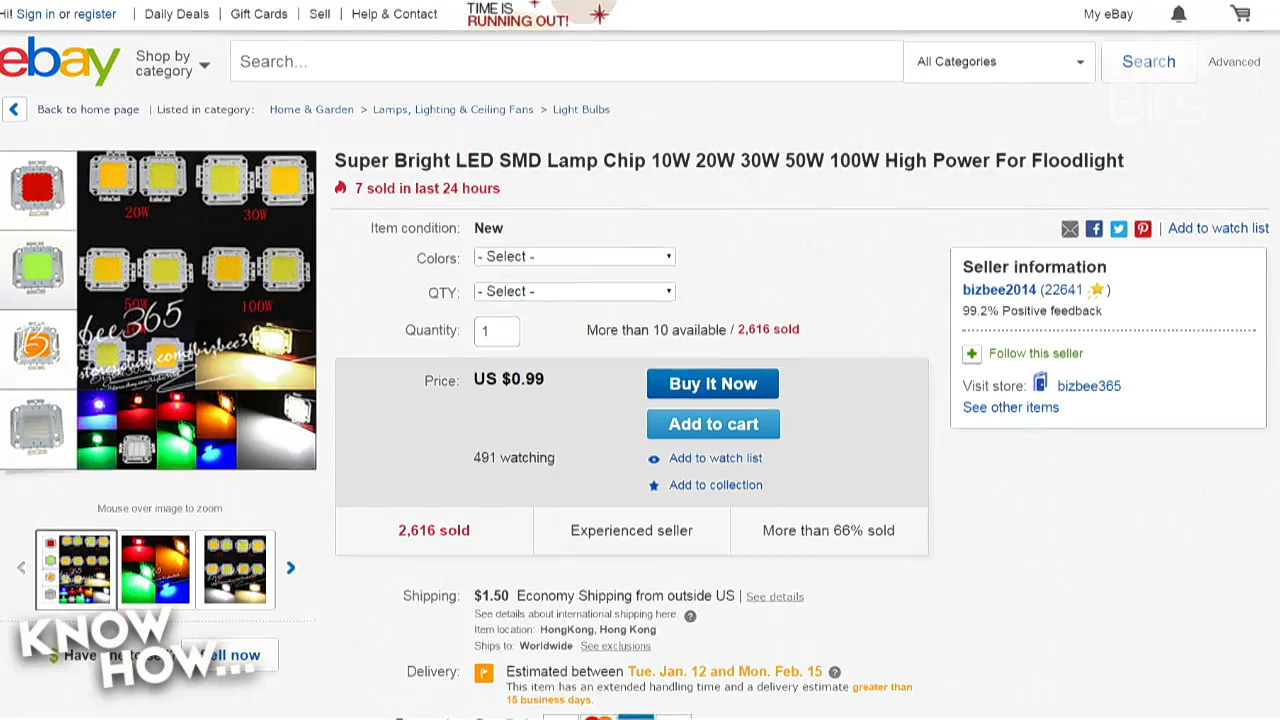 Hi! Sign in or register | Daily Deals | Gift Cards | Sell | Help & Contact
TIME IS
RUNNING OUT!
My eBay
ebay
Shop by
category
Search...
All Categories
Search
Advanced
Bits
Back to home page | Listed in category: Home & Garden > Lamps, Lighting & Ceiling Fans > Light Bulbs
Super Bright LED SMD Lamp Chip 10W 20W 30W 50W 100W High Power For Floodlight
7 sold in last 24 hours
20W
30W
50W
100W
Item condition: New
Colors: - Select -
QTY: - Select -
Quantity: 1
More than 10 available / 2,616 sold
Price: US $0.99
Buy It Now
Add to cart
491 watching
Add to watch list
Add to collection
2,616 sold
Experienced seller
More than 66% sold
| Add to watch list
Seller information
bizbee2014 (22641 )
99.2% Positive feedback
Follow this seller
Visit store: bizbee365
See other items
Mouse over image to zoom
Shipping: $1.50 Economy Shipping from outside US | See details
See details about international shipping here.
Item location: HongKong, Hong Kong
Ships to: Worldwide See exclusions
Delivery: Estimated between Tue. Jan. 12 and Mon. Feb. 15
This item has an extended handling time and a delivery estimate greater than
15 business days.
KNOW
HOW...